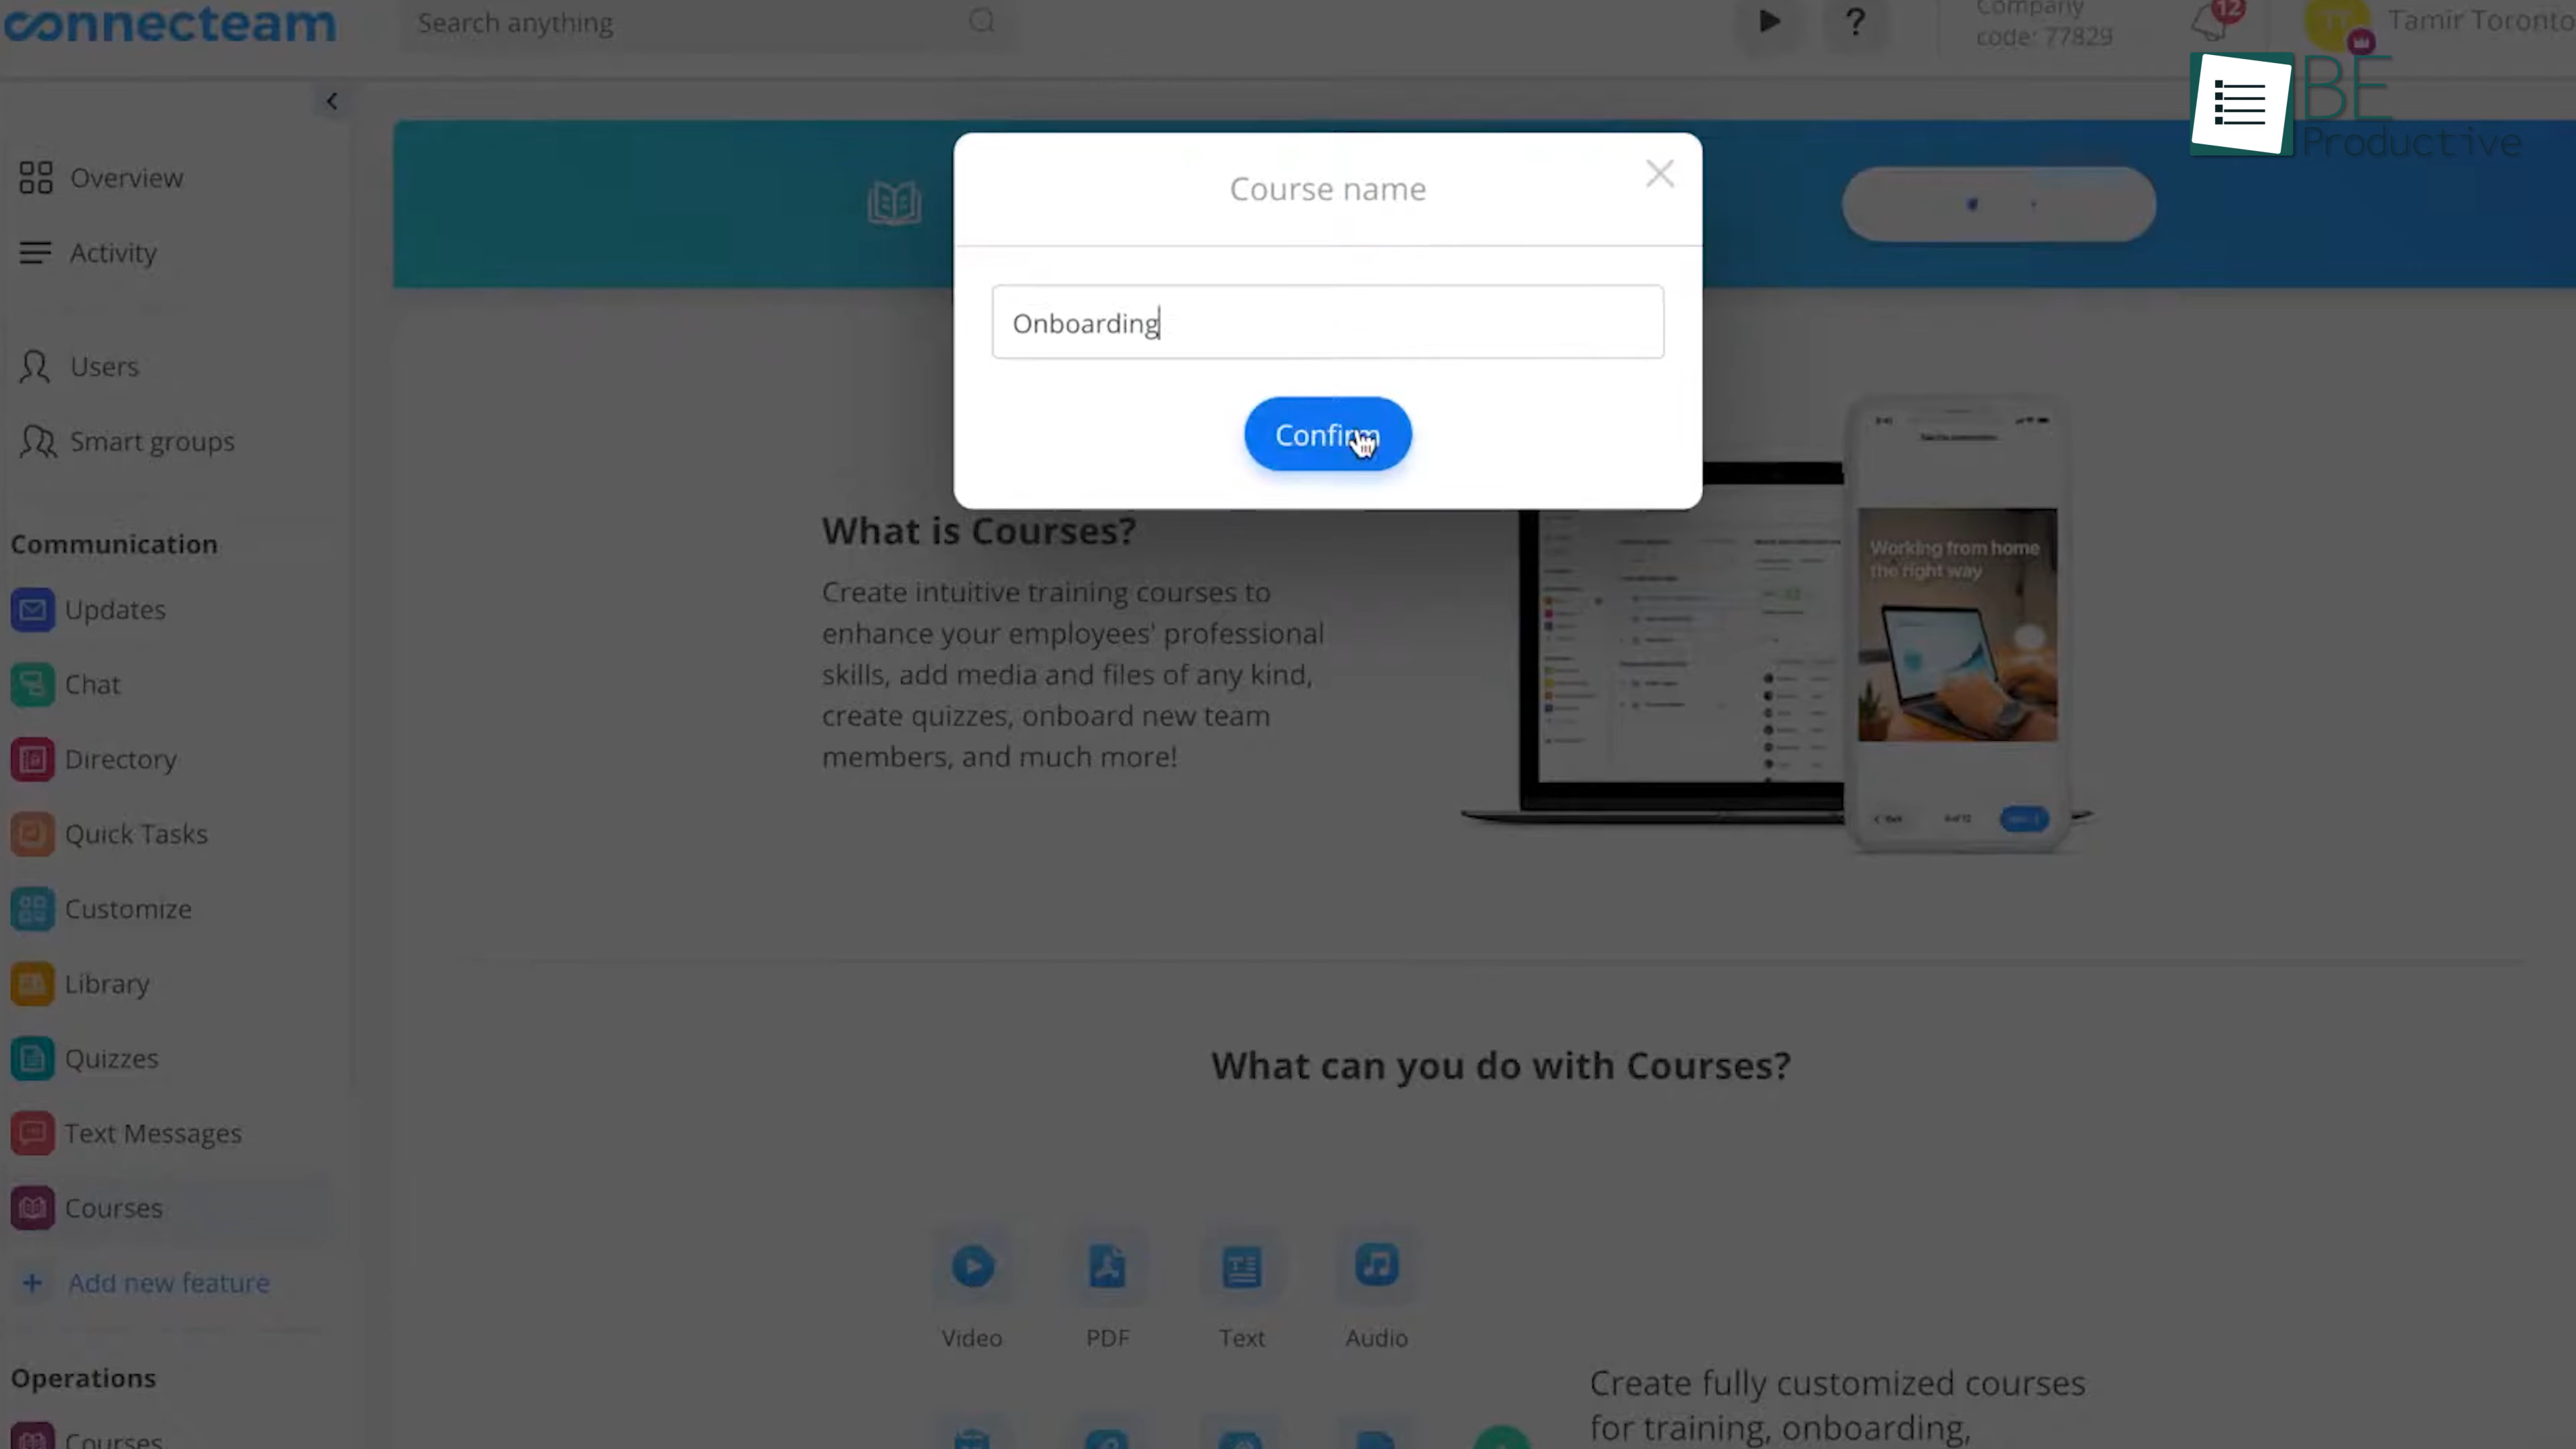 connecteam
Search anything
?
Company
code: 77829
12
Tamir Toronto
BE
Productive
Overview
Activity
Users
Smart groups
Communication
Updates
Chat
Directory
Quick Tasks
Customize
Library
Quizzes
Text Messages
Courses
+ Add new feature
Operations
Courses
Course name
Onboarding
Confirm
What is Courses?
Create intuitive training courses to
enhance your employees' professional
skills, add media and files of any kind,
create quizzes, onboard new team
members, and much more!
Working from home
the right way
What can you do with Courses?
Video
PDF
Text
Audio
Create fully customized courses
for training, onboarding,